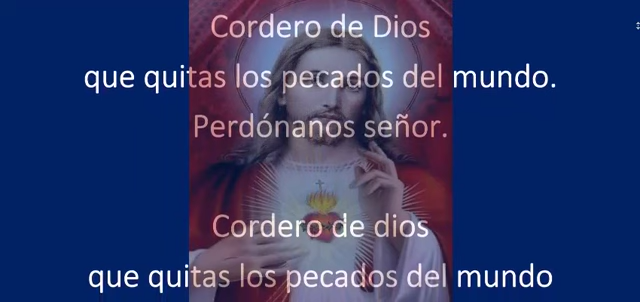 Cordero de Dios
que quitas los pecados del mundo.
Perdónanos señor.
Cordero de dios
que quitas los pecados del mundo